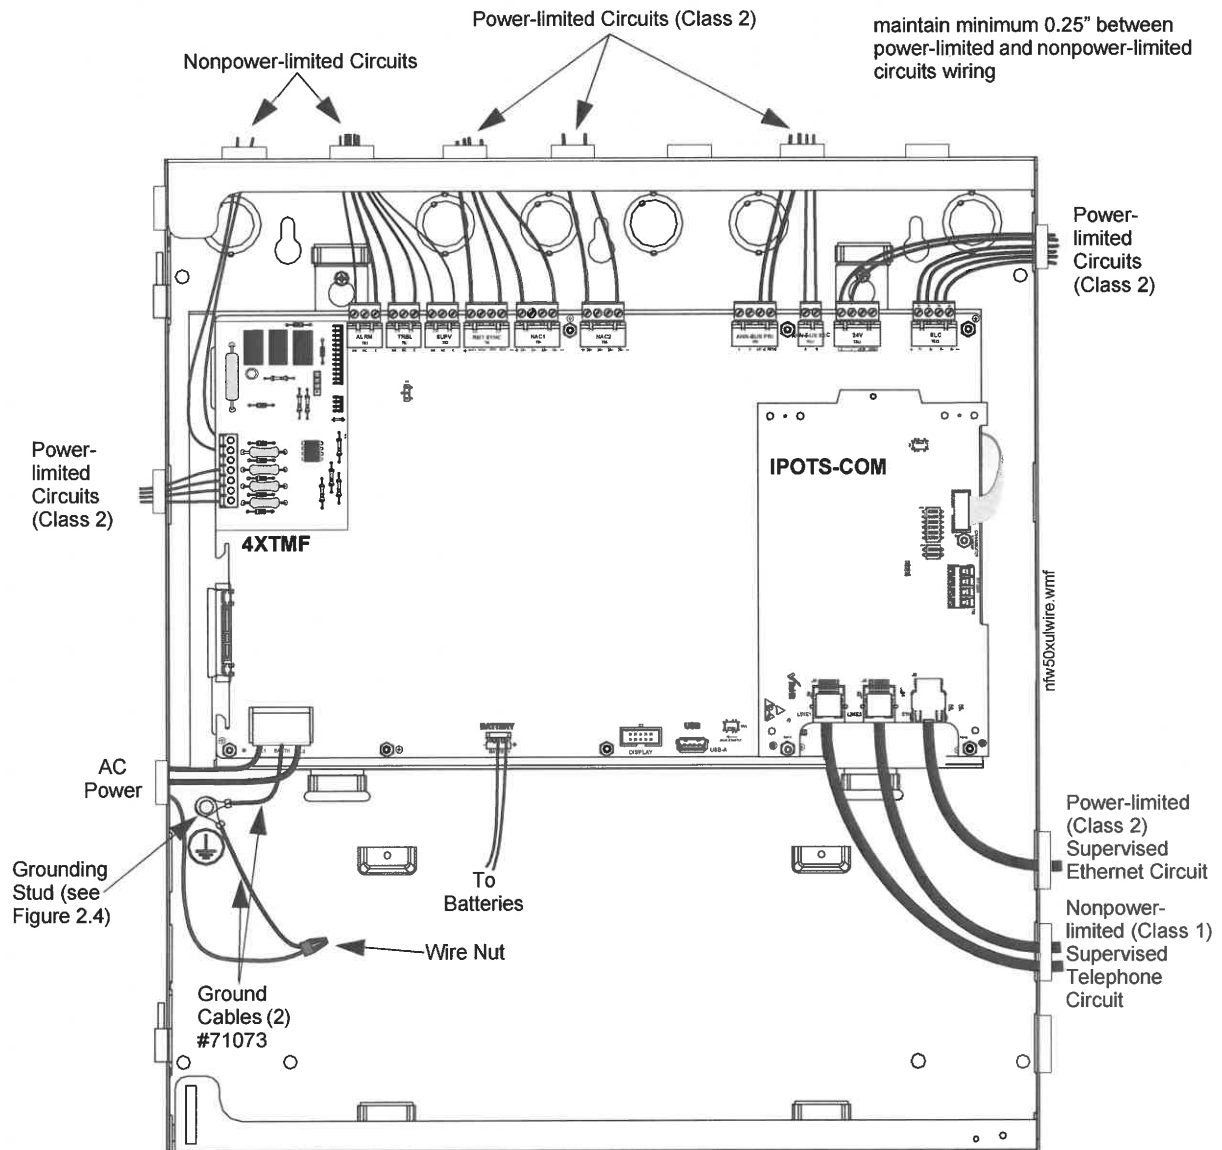 Power-limited Circuits (Class 2)
maintain minimum 0.25" between
power-limited and nonpower-limited
circuits wiring
Nonpower-limited Circuits
Power-
limited
Circuits
(Class 2)
ALRM
TRBL
SUPV
NAC1
NAC2
24V
SLC
IPOTS-COM
Power-
limited
Circuits
(Class 2)
4XTMF
nfw50xulwire.wmf
BATTERY
DISPLAY
USB
USB-A
EARTH
AC
Power
Grounding
Stud (see
Figure 2.4)
To
Batteries
Wire Nut
Ground
Cables (2)
#71073
Power-limited
(Class 2)
Supervised
Ethernet Circuit
Nonpower-
limited (Class 1)
Supervised
Telephone
Circuit